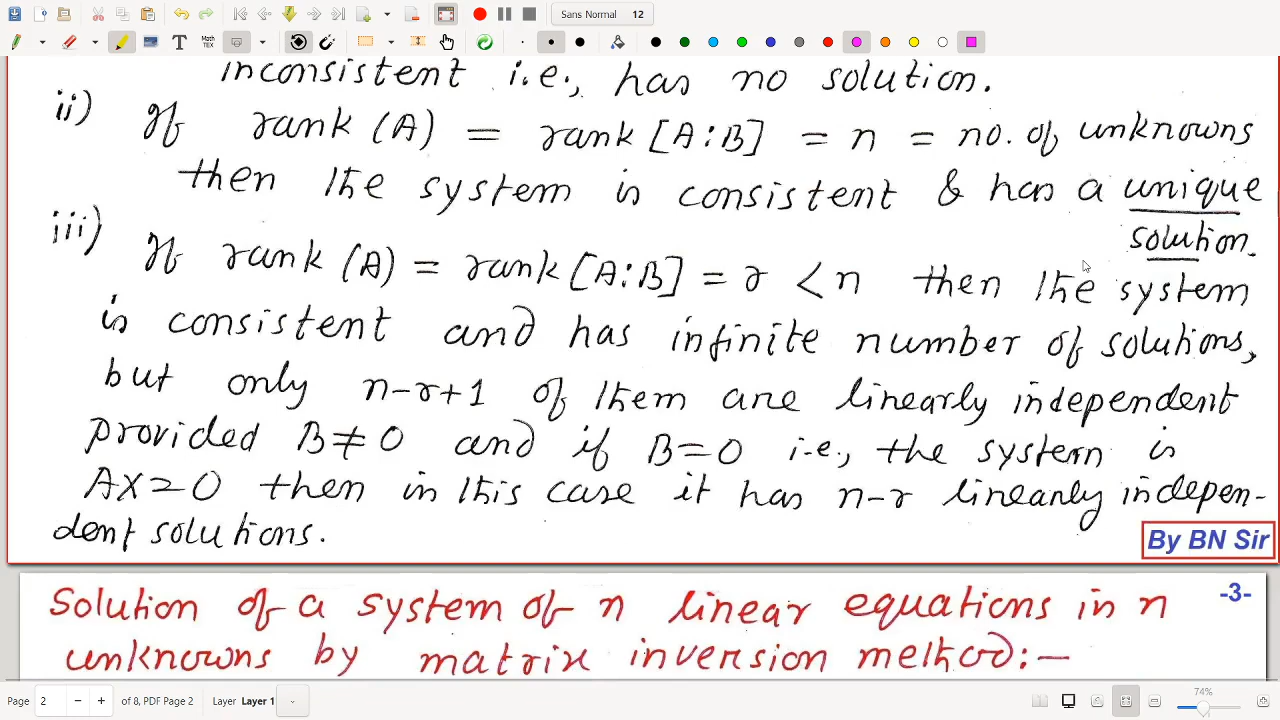 Sans Normal 12
Math TEX
inconsistent i.e., has no solution.
ii) If rank (A) = rank [A:B] = n = no. of unknowns
then the system is consistent & has a unique
solution.
iii) If rank (A) = rank [A:B] = r < n then the system
is consistent and has infinite number of solutions,
but only n-r+1 of them are linearly independent
provided B≠0 and if B=0 i.e., the system is
AX=0 then in this case it has n-r linearly indepen-
dent solutions.
By BN Sir
-3-
Solution of a system of n linear equations in n
unknowns by matrix inversion method:-
Page 2 of 8, PDF Page 2 Layer Layer 1 74%